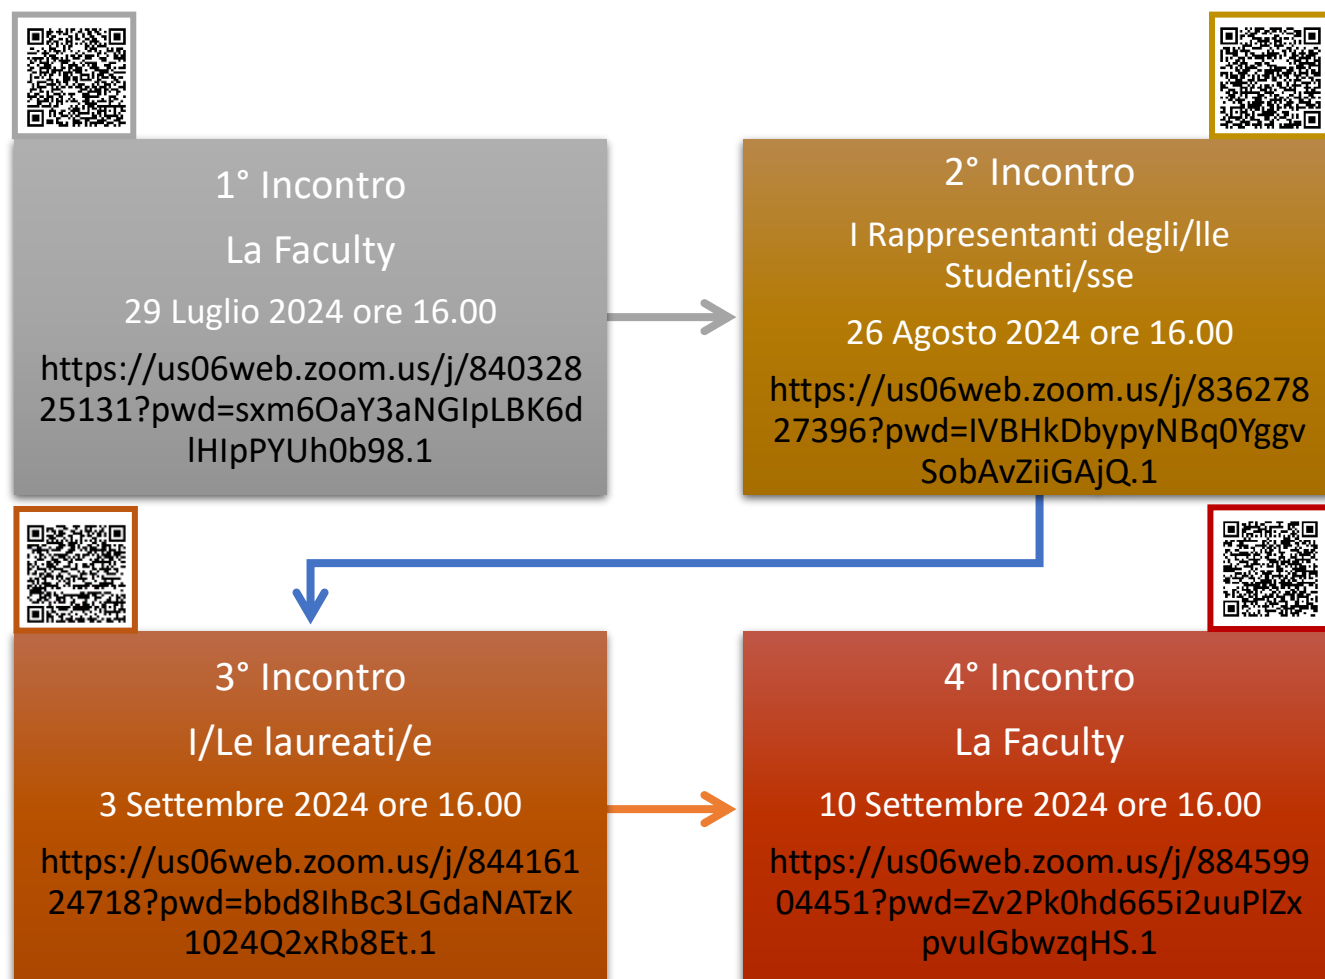 1° Incontro
La Faculty
29 Luglio 2024 ore 16.00
https://us06web.zoom.us/j/840328
25131?pwd=sxm6OaY3aNGIpLBK6d
lHIpPYUh0b98.1
2° Incontro
I Rappresentanti degli/lle
Studenti/sse
26 Agosto 2024 ore 16.00
https://us06web.zoom.us/j/836278
27396?pwd=IVBHkDbypyNBq0Yggv
SobAvZiiGAjQ.1
3° Incontro
I/Le laureati/e
3 Settembre 2024 ore 16.00
https://us06web.zoom.us/j/844161
24718?pwd=bbd8IhBc3LGdaNATzK
1024Q2xRb8Et.1
4° Incontro
La Faculty
10 Settembre 2024 ore 16.00
https://us06web.zoom.us/j/884599
04451?pwd=Zv2Pk0hd665i2uuPlZx
pvuIGbwzqHS.1